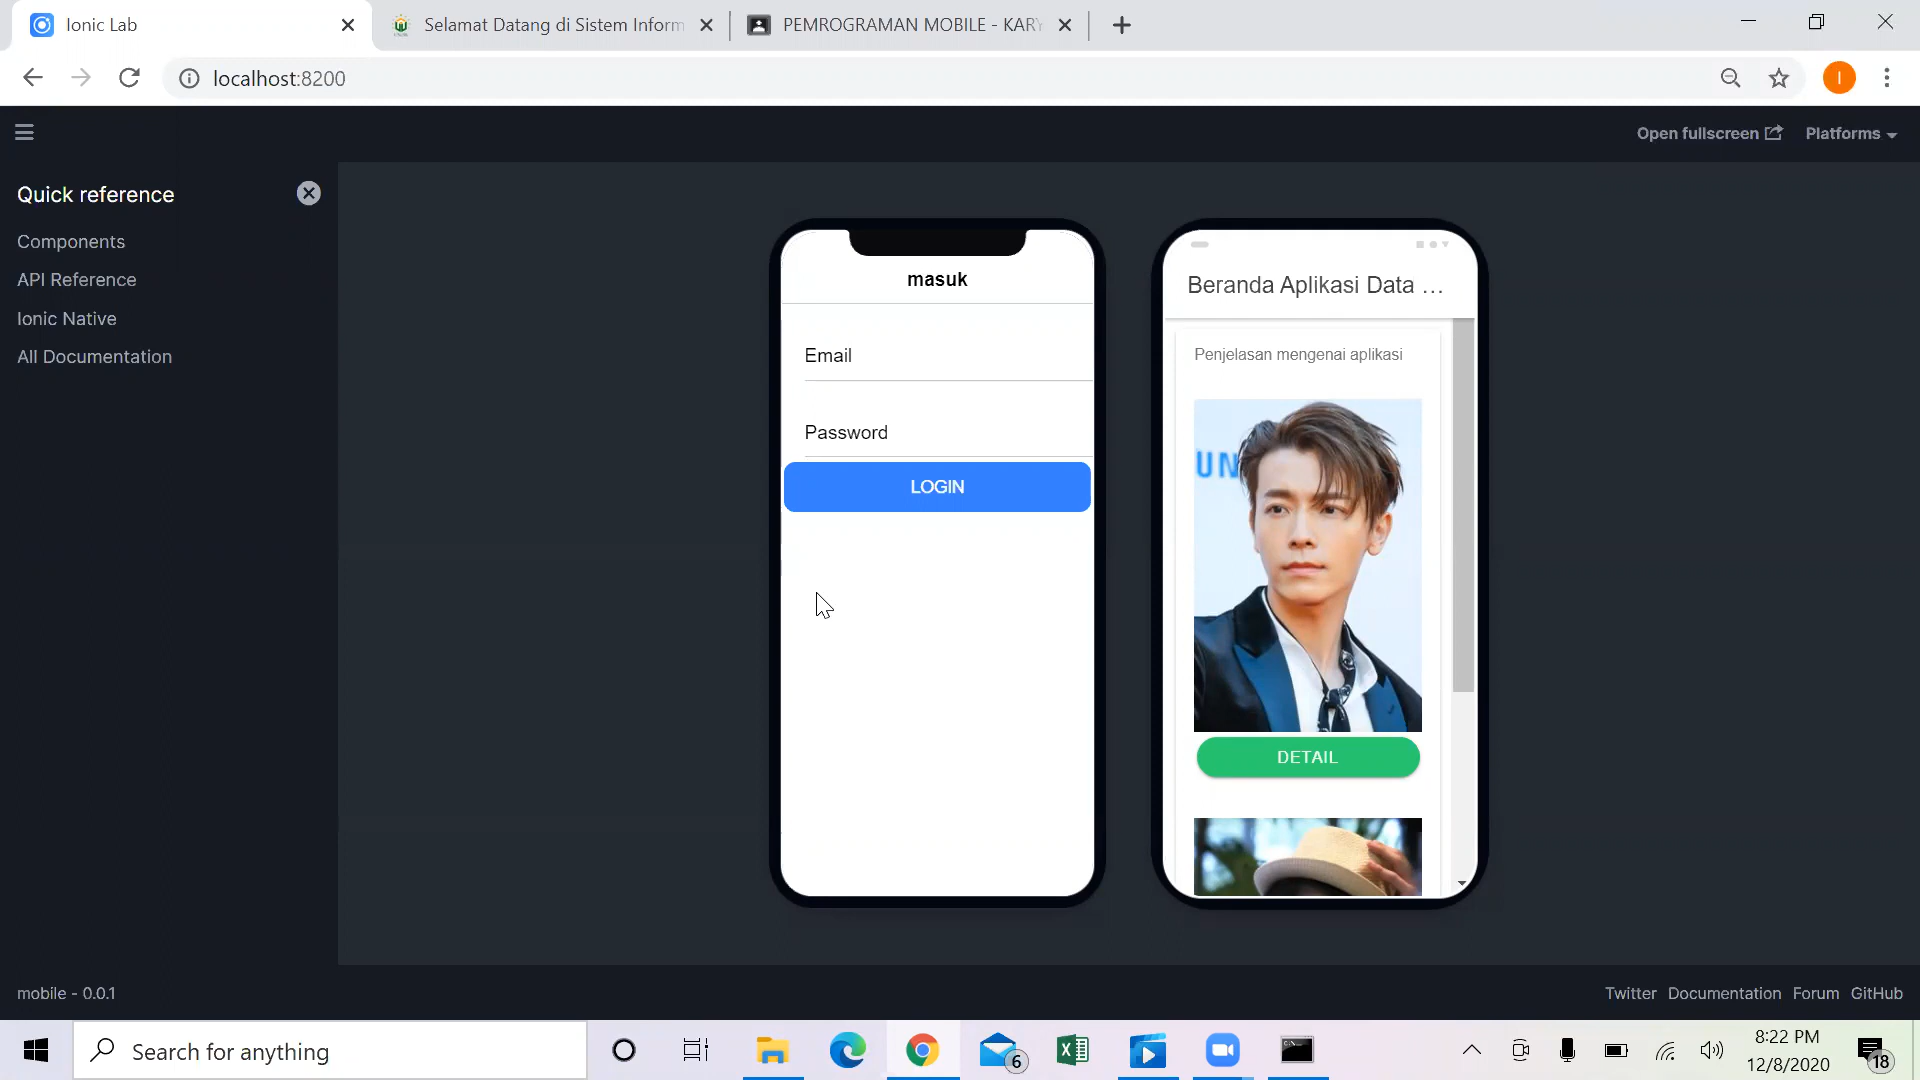 Ionic Lab
Selamat Datang di Sistem Inform
PEMROGRAMAN MOBILE - KARY
localhost:8200
Open fullscreen
Platforms
Quick reference
Components
API Reference
Ionic Native
All Documentation
masuk
Email
Password
LOGIN
Beranda Aplikasi Data ...
Penjelasan mengenai aplikasi
UN
DETAIL
mobile - 0.0.1
Twitter Documentation Forum GitHub
Search for anything
6
8:22 PM
12/8/2020
18
I